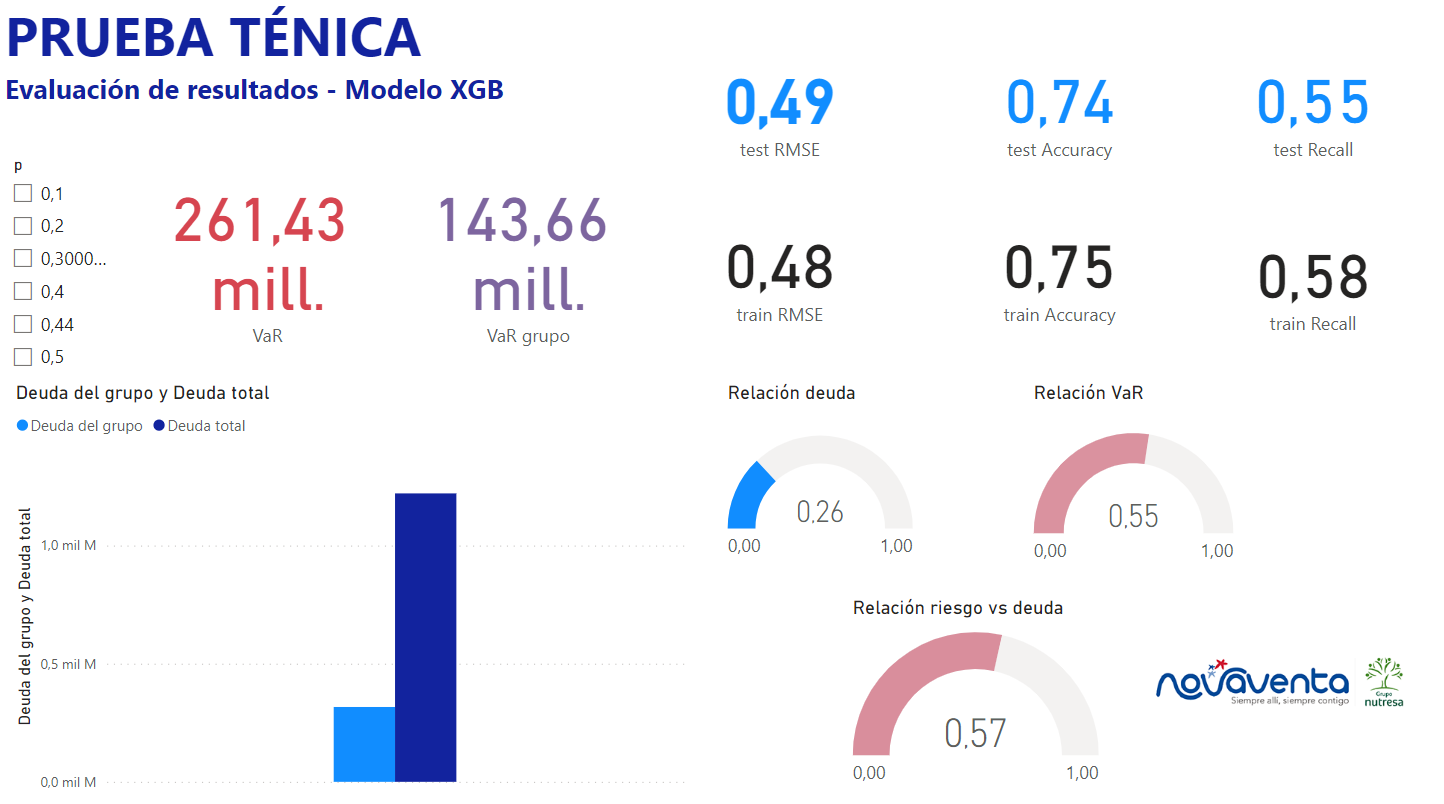 PRUEBA TÉNICA
Evaluación de resultados - Modelo XGB
0,49
test RMSE
0,74
test Accuracy
0,55
test Recall
p
0,1
0,2
0,3000...
0,4
0,44
0,5
261,43
mill.
VaR
143,66
mill.
VaR grupo
0,48
train RMSE
0,75
train Accuracy
0,58
train Recall
Deuda del grupo y Deuda total
Deuda del grupo Deuda total
Deuda del grupo y Deuda total
1,0 mil M
0,5 mil M
0,0 mil M
Relación deuda
0,26
0,00 1,00
Relación VaR
0,55
0,00 1,00
Relación riesgo vs deuda
0,57
0,00 1,00
novaventa
Siempre allí, siempre contigo
Grupo
nutresa